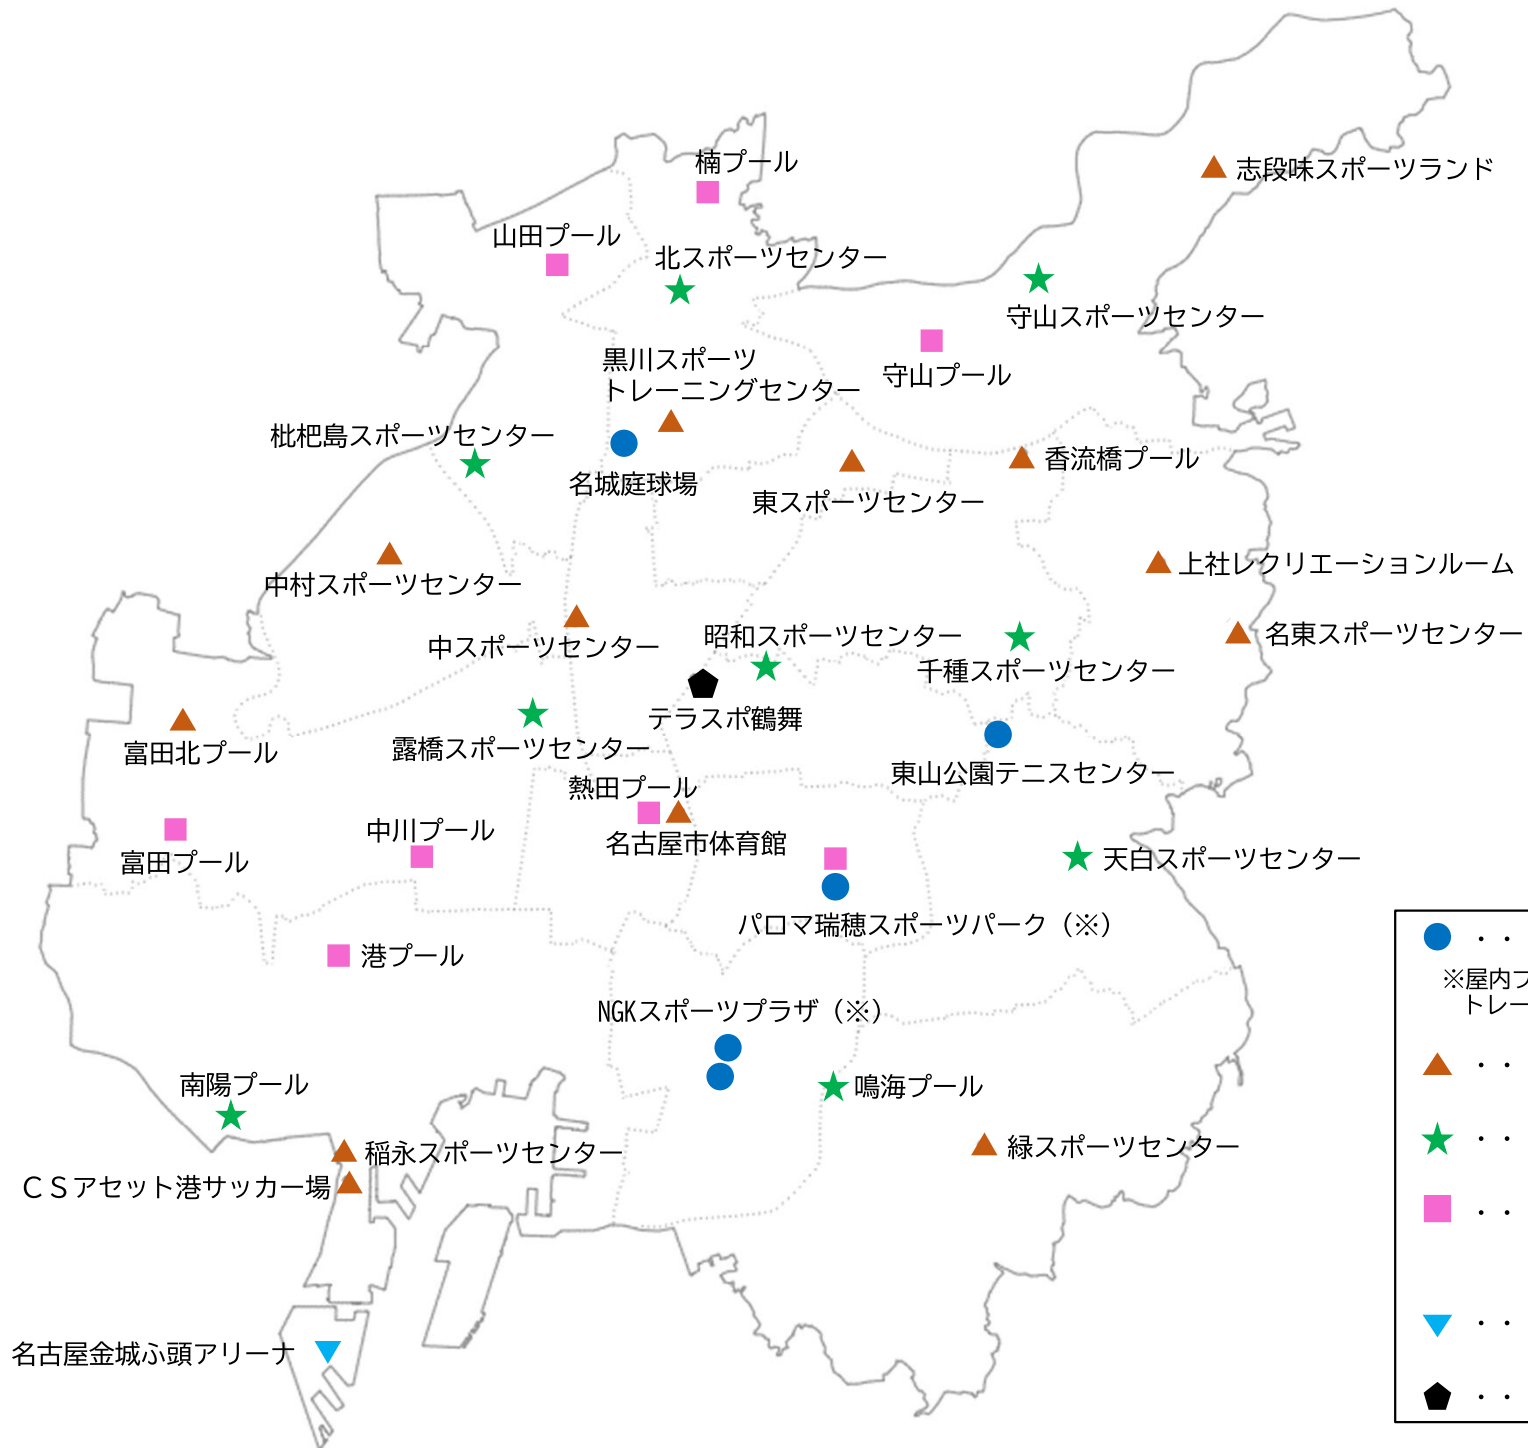 楠プール
志段味スポーツランド
山田プール
北スポーツセンター
守山スポーツセンター
黒川スポーツ
トレーニングセンター
守山プール
枇杷島スポーツセンター
名城庭球場
東スポーツセンター
香流橋プール
中村スポーツセンター
上社レクリエーションルーム
中スポーツセンター
昭和スポーツセンター
名東スポーツセンター
千種スポーツセンター
テラスポ鶴舞
富田北プール
露橋スポーツセンター
東山公園テニスセンター
熱田プール
中川プール
名古屋市体育館
富田プール
天白スポーツセンター
パロマ瑞穂スポーツパーク（※）
港プール
・・
※屋内プ
トレー
NGKスポーツプラザ（※）
・・
南陽プール
鳴海プール
稲永スポーツセンター
緑スポーツセンター
・・
ＣＳアセット港サッカー場
・・
・・
名古屋金城ふ頭アリーナ
・・